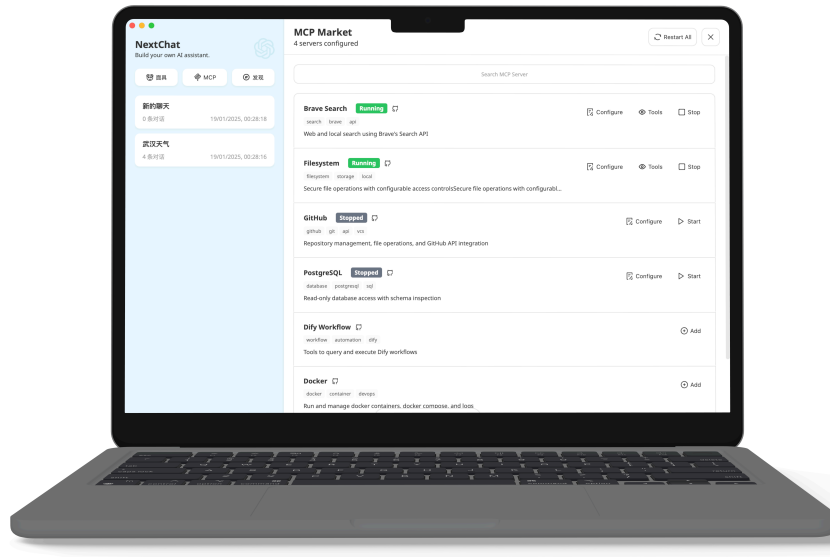 NextChat
Build your own AI assistant.
面具
MCP
发现
新的聊天
0 条对话 19/01/2025, 00:28:18
武汉天气
4 条对话 19/01/2025, 00:28:16
MCP Market
4 servers configured
Restart All
Search MCP Server
Brave Search Running
Configure Tools Stop
search brave api
Web and local search using Brave's Search API
Filesystem Running
Configure Tools Stop
filesystem storage local
Secure file operations with configurable access controlsSecure file operations with configurabl...
GitHub Stopped
Configure Start
github git api vcs
Repository management, file operations, and GitHub API integration
PostgreSQL Stopped
Configure Start
database postgresql sql
Read-only database access with schema inspection
Dify Workflow
Add
workflow automation dify
Tools to query and execute Dify workflows
Docker
Add
docker container devops
Run and manage docker containers, docker compose, and logs